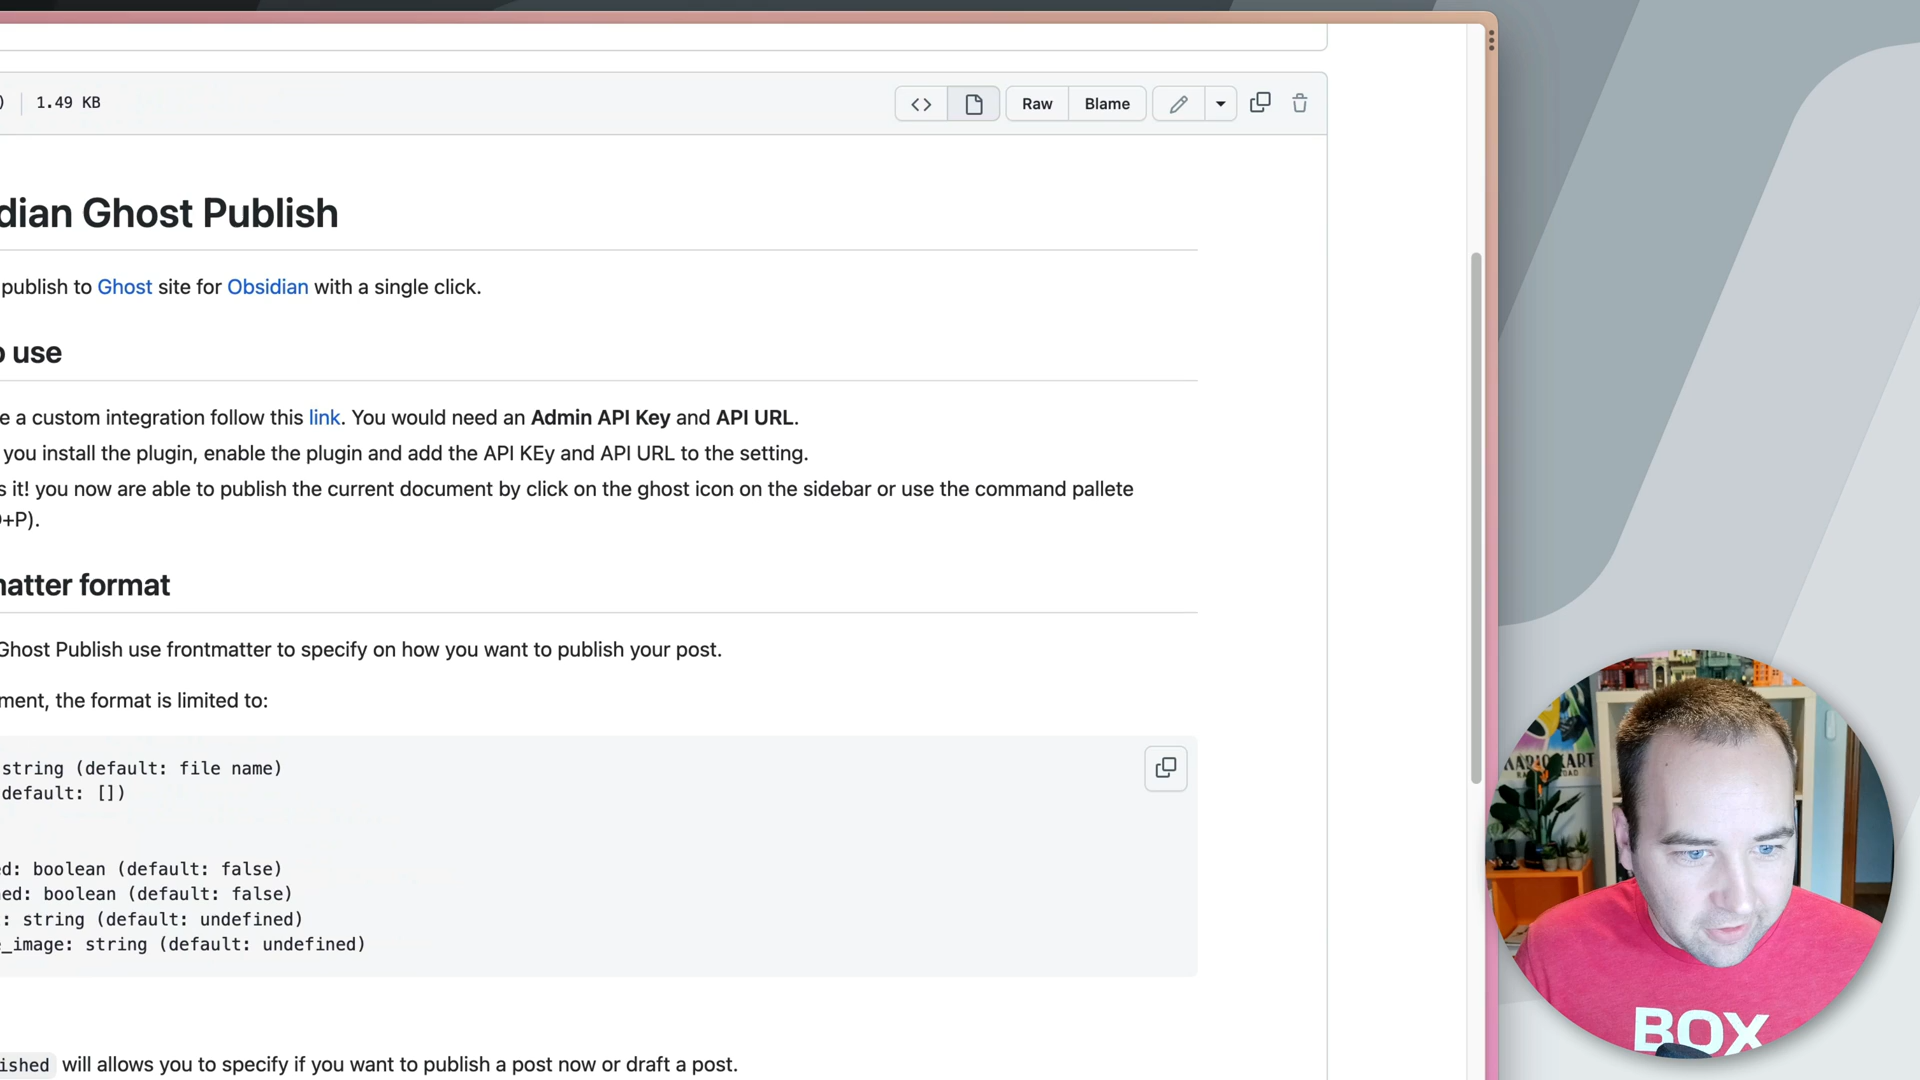 1.49 KB
Raw
Blame
dian Ghost Publish
publish to Ghost site for Obsidian with a single click.
o use
e a custom integration follow this link. You would need an Admin API Key and API URL.
you install the plugin, enable the plugin and add the API KEy and API URL to the setting.
s it! you now are able to publish the current document by click on the ghost icon on the sidebar or use the command pallete
+P).
matter format
Ghost Publish use frontmatter to specify on how you want to publish your post.
ment, the format is limited to:
string (default: file name)
default: [])
ed: boolean (default: false)
ned: boolean (default: false)
: string (default: undefined)
e_image: string (default: undefined)
ished will allows you to specify if you want to publish a post now or draft a post.
MARIO KART
BOX